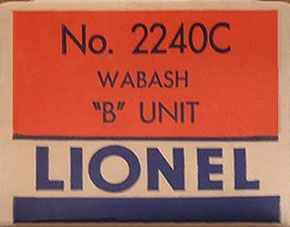 No. 2240C
WABASH
"B" UNIT
LIONEL